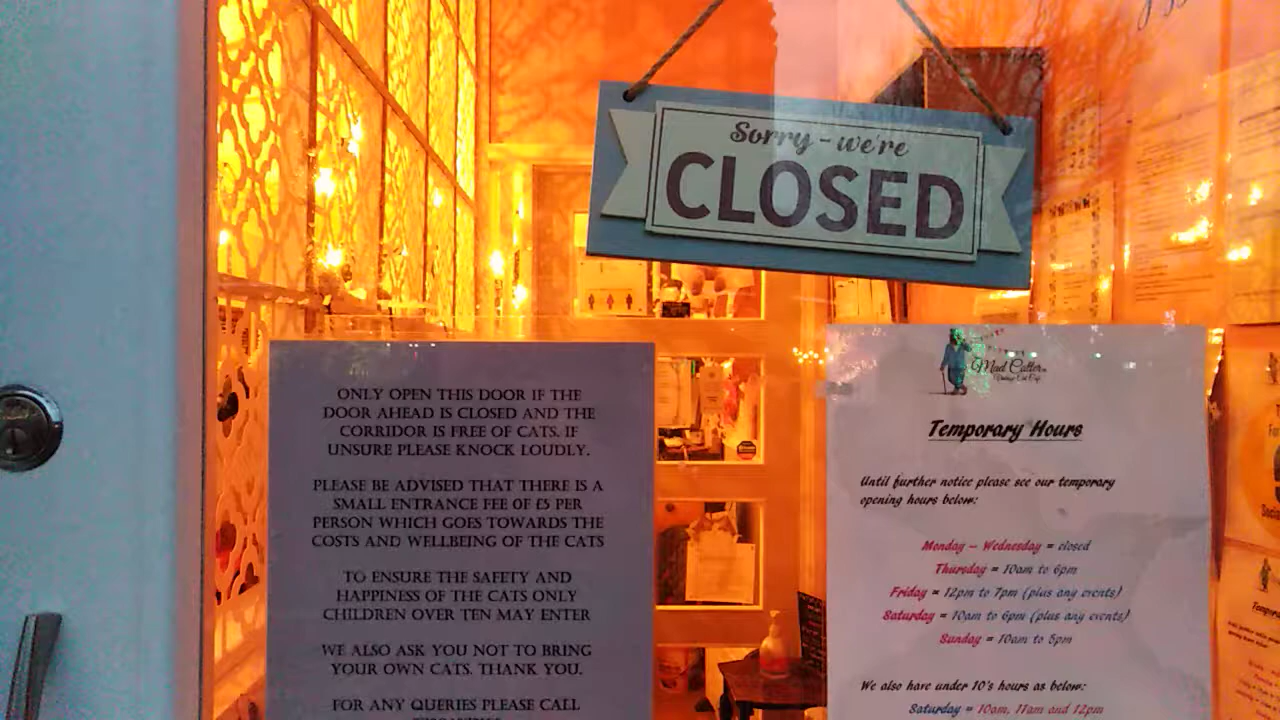 Sorry - we're
CLOSED
ONLY OPEN THIS DOOR IF THE
DOOR AHEAD IS CLOSED AND THE
CORRIDOR IS FREE OF CATS. IF
UNSURE PLEASE KNOCK LOUDLY.
PLEASE BE ADVISED THAT THERE IS A
SMALL ENTRANCE FEE OF £5 PER
PERSON WHICH GOES TOWARDS THE
COSTS AND WELLBEING OF THE CATS
TO ENSURE THE SAFETY AND
HAPPINESS OF THE CATS ONLY
CHILDREN OVER TEN MAY ENTER
WE ALSO ASK YOU NOT TO BRING
YOUR OWN CATS. THANK YOU.
FOR ANY QUERIES PLEASE CALL
Mad Catter
Temporary Hours
Until further notice please see our temporary
opening hours below:
Monday – Wednesday = closed
Thursday = 10am to 6pm
Friday = 12pm to 7pm (plus any events)
Saturday = 10am to 6pm (plus any events)
Sunday = 10am to 5pm
We also have under 10's hours as below:
Saturday = 10am, 11am and 12pm